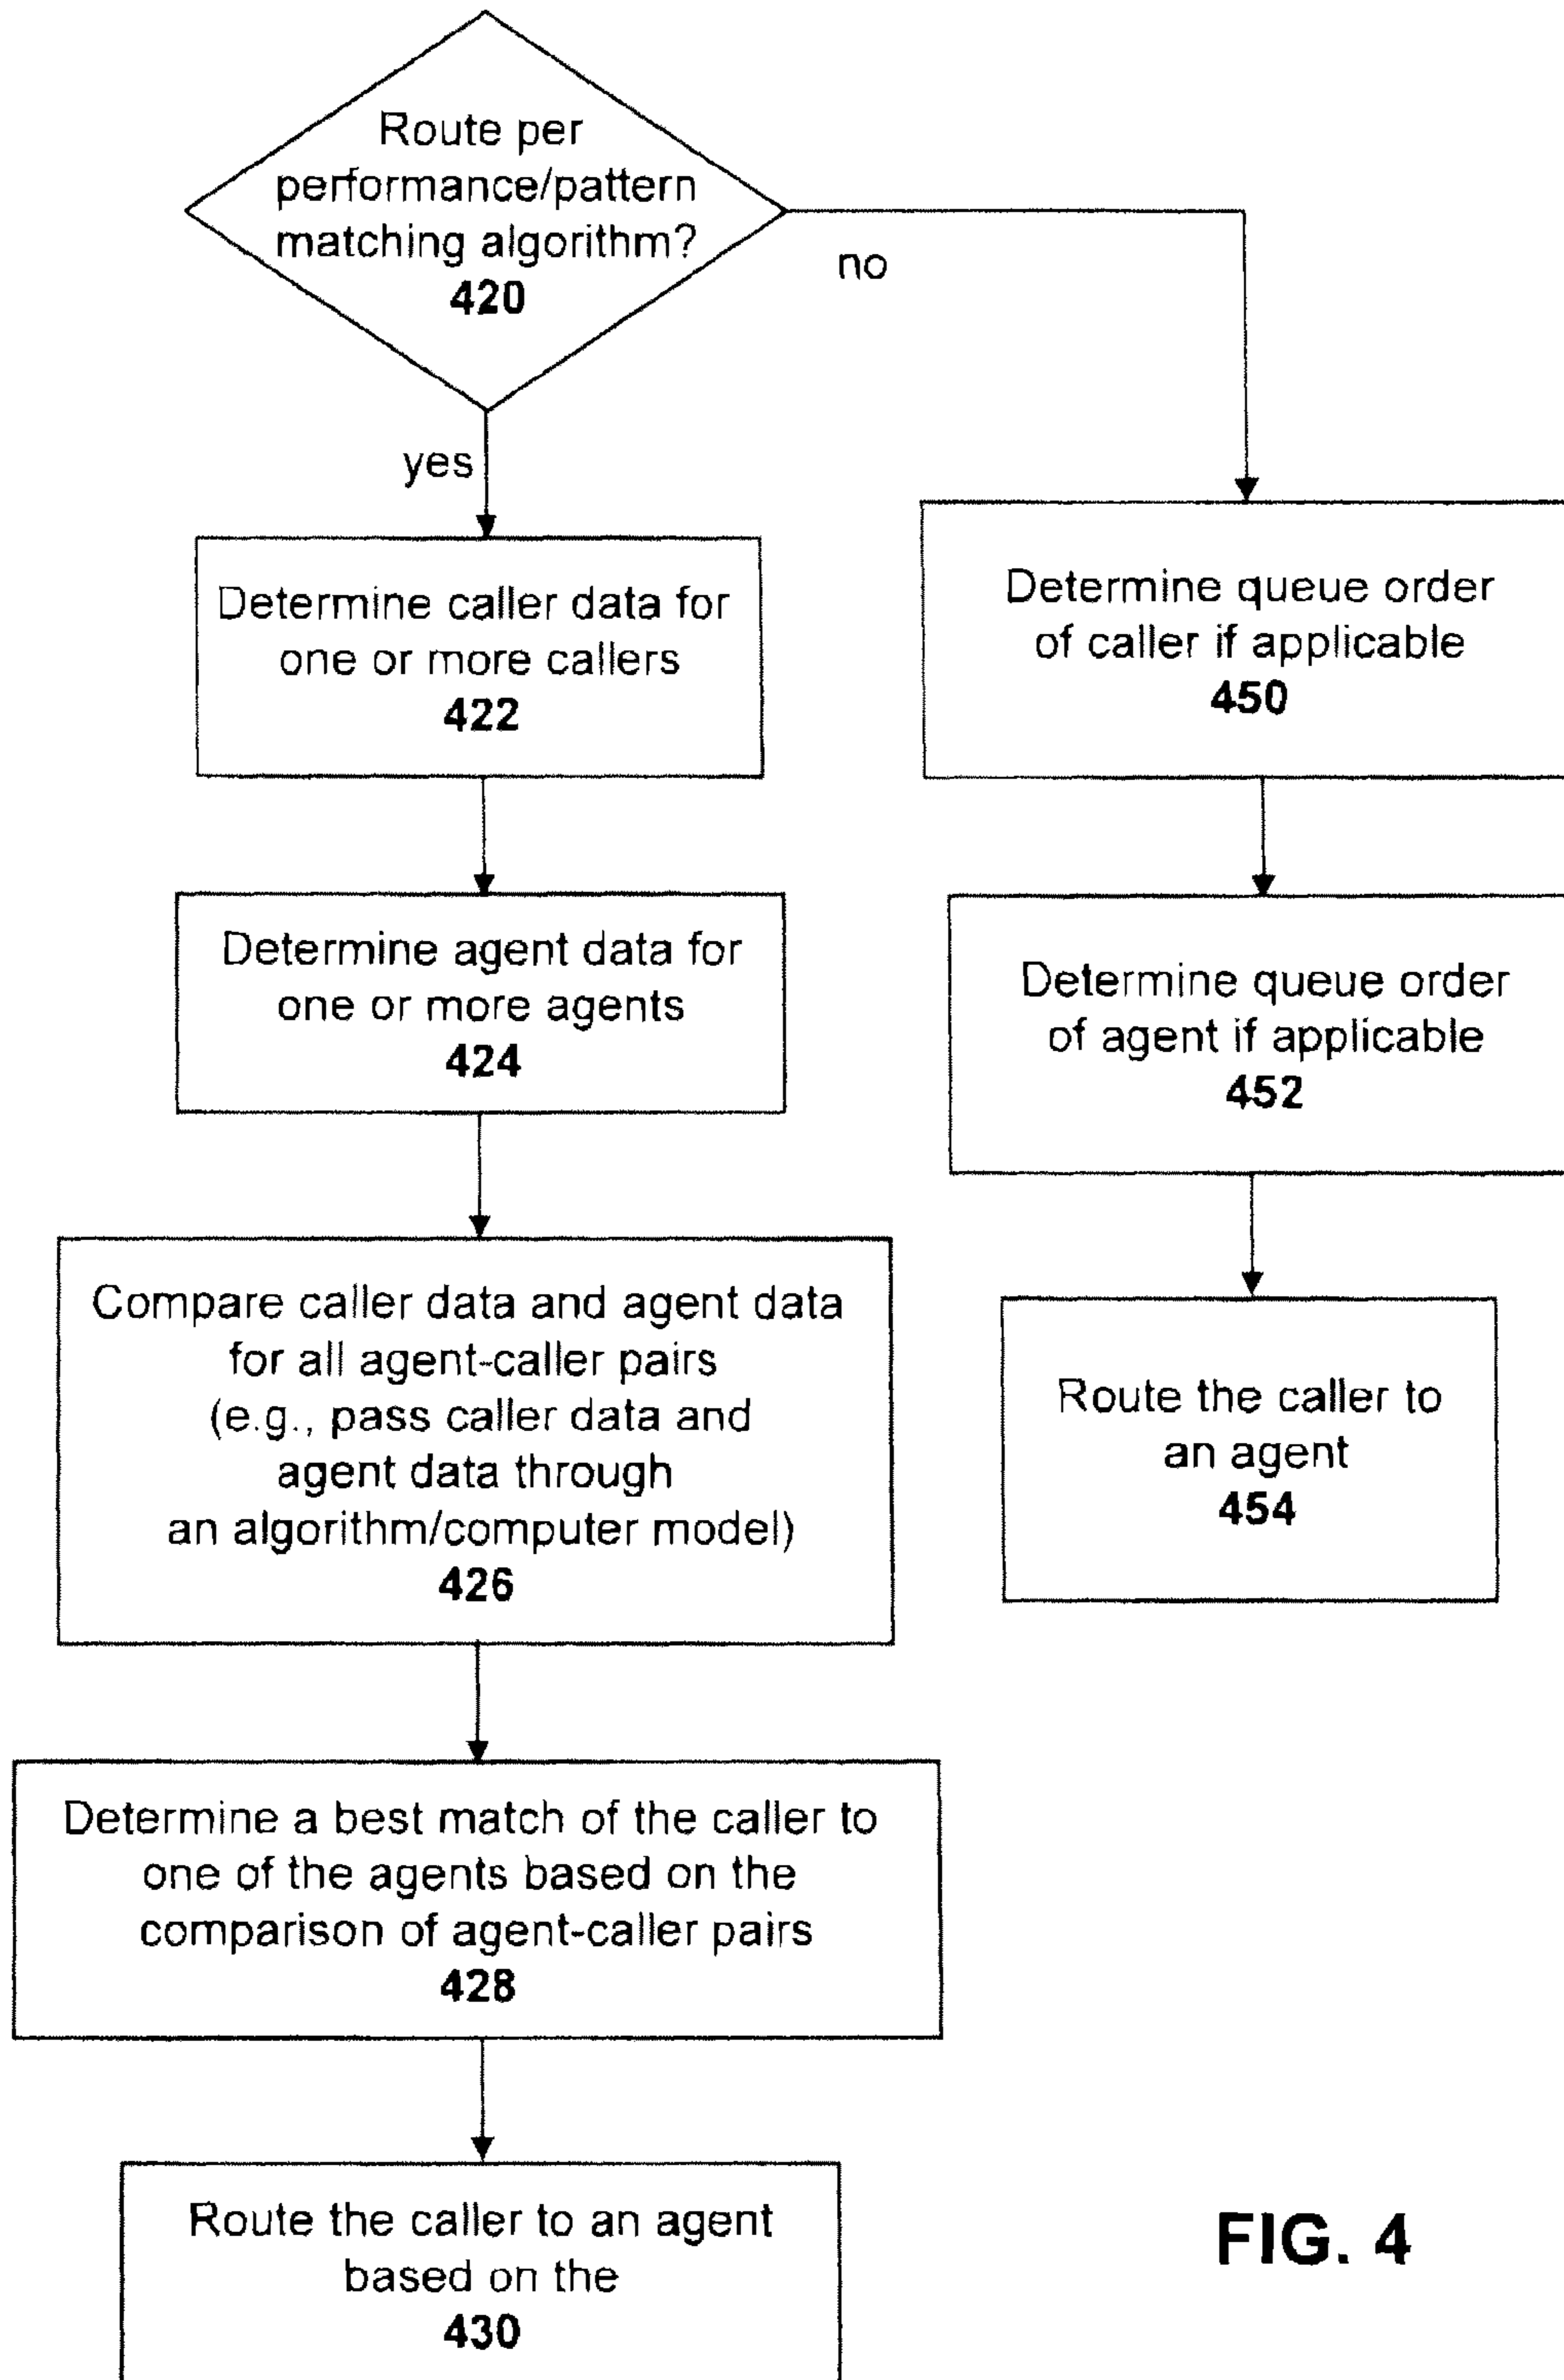 Route per
performance/pattern
matching algorithm?
420
no
yes
Determine caller data for
one or more callers
422
Determine queue order
of caller if applicable
450
Determine agent data for
one or more agents
424
Determine queue order
of agent if applicable
452
Compare caller data and agent data
for all agent-caller pairs
(e.g., pass caller data and
agent data through
an algorithm/computer model)
426
Route the caller to
an agent
454
Determine a best match of the caller to
one of the agents based on the
comparison of agent-caller pairs
428
Route the caller to an agent
based on the
430
FIG. 4